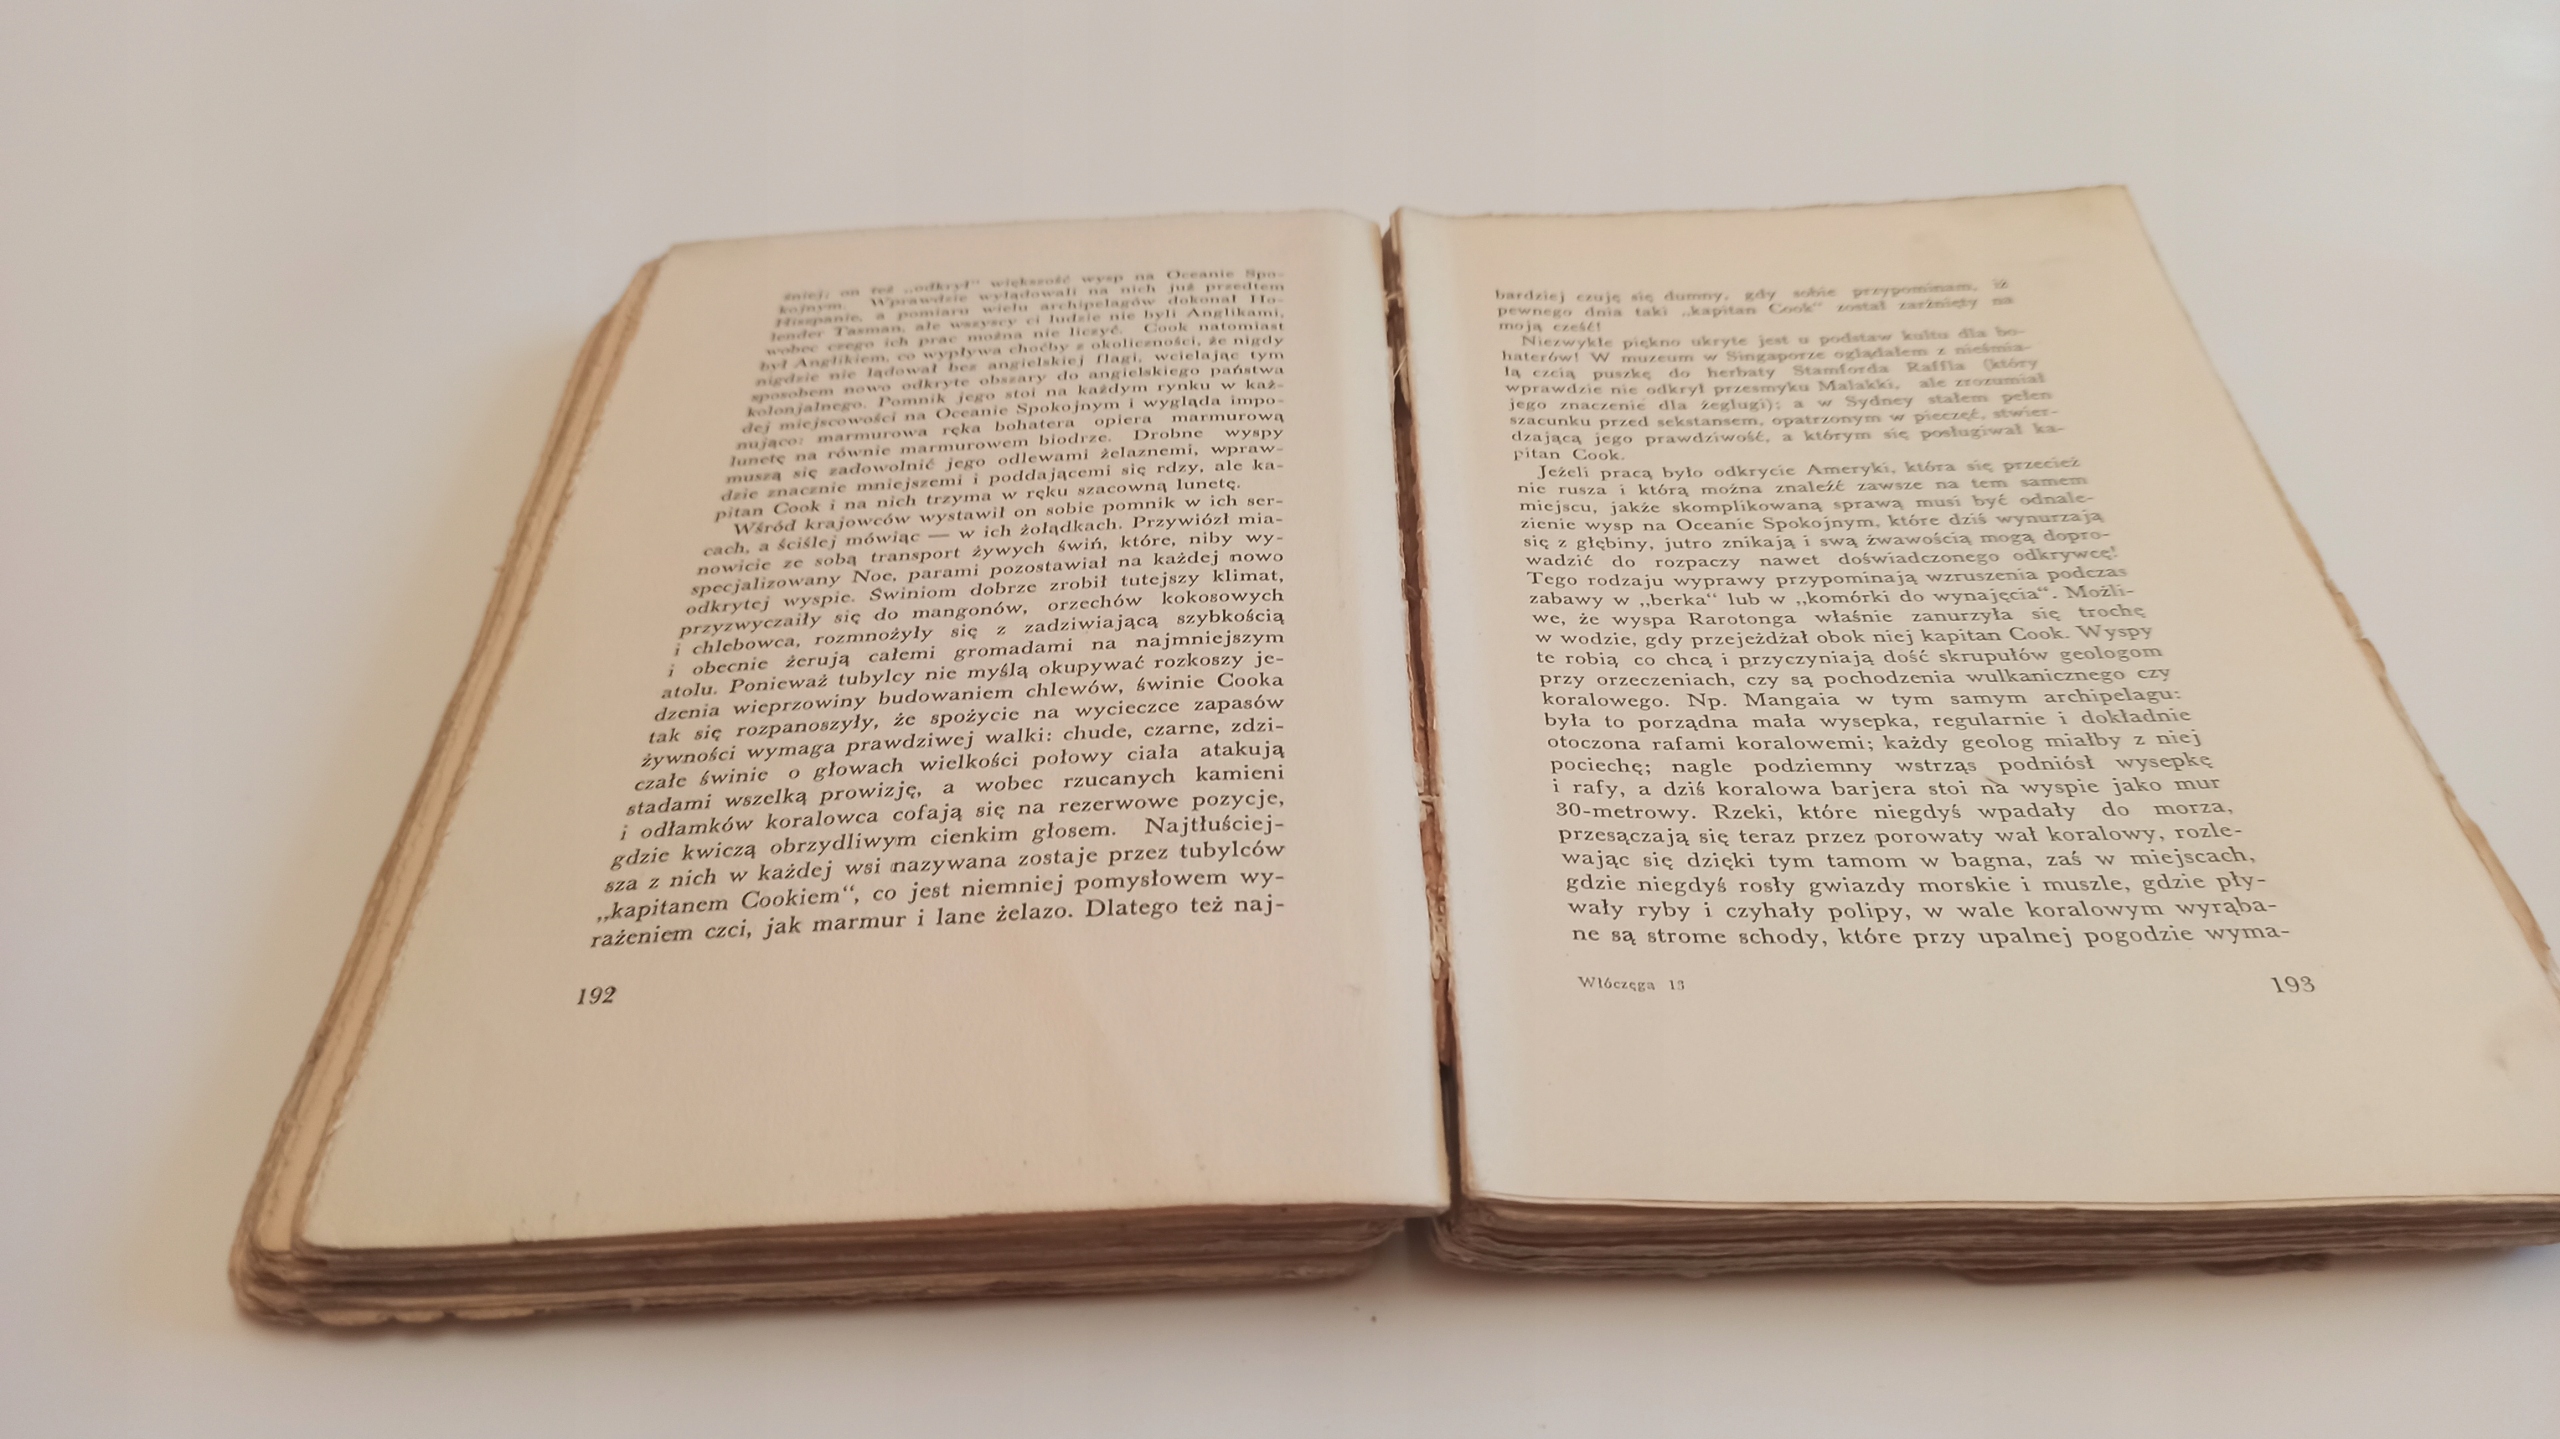 śniej; on też „odkrył“ większość wysp na Oceanie Spo-
kojnym. Wprawdzie wylądowali na nich już przedtem
Hiszpanie, a pomiaru wielu archipelagów dokonał Ho-
lender Tasman, ale wszyscy ci ludzie nie byli Anglikami,
wobec czego ich prac można nie liczyć. Cook natomiast
był Anglikiem, co wypływa choćby z okoliczności, że nigdy
nigdzie nie lądował bez angielskiej flagi, wcielając tym
sposobem nowo odkryte obszary do angielskiego państwa
kolonjalnego. Pomnik jego stoi na każdym rynku w każ-
dej miejscowości na Oceanie Spokojnym i wygląda impo-
nująco: marmurowa ręka bohatera opiera marmurową
lunetę na równie marmurowem biodrze. Drobne wyspy
muszą się zadowolnić jego odlewami żelaznemi, wpraw-
dzie znacznie mniejszemi i poddającemi się rdzy, ale ka-
pitan Cook i na nich trzyma w ręku szacowną lunetę.
Wśród krajowców wystawił on sobie pomnik w ich ser-
cach, a ściślej mówiąc — w ich żołądkach. Przywiózł mia-
nowicie ze sobą transport żywych świń, które, niby wy-
specjalizowany Noe, parami pozostawiał na każdej nowo
odkrytej wyspie. Świniom dobrze zrobił tutejszy klimat,
przyzwyczaiły się do mangonów, orzechów kokosowych
i chlebowca, rozmnożyły się z zadziwiającą szybkością
i obecnie żerują całemi gromadami na najmniejszym
atolu. Ponieważ tubylcy nie myślą okupywać rozkoszy je-
dzenia wieprzowiny budowaniem chlewów, świnie Cooka
tak się rozpanoszyły, że spożycie na wycieczce zapasów
żywności wymaga prawdziwej walki: chude, czarne, zdzi-
czałe świnie o głowach wielkości połowy ciała atakują
stadami wszelką prowizję, a wobec rzucanych kamieni
i odłamków koralowca cofają się na rezerwowe pozycje,
gdzie kwiczą obrzydliwym cienkim głosem. Najtłuściej-
sza z nich w każdej wsi nazywana zostaje przez tubylców
„kapitanem Cookiem“, co jest niemniej pomysłowem wy-
rażeniem czci, jak marmur i lane żelazo. Dlatego też naj-
192
bardziej czuję się dumny, gdy sobie przypominam, iż
pewnego dnia taki „kapitan Cook“ został zarżnięty na
moją cześć!
Niezwykłe piękno ukryte jest u podstaw kultu dla bo-
haterów! W muzeum w Singaporze oglądałem z nieśmia-
łą czcią puszkę do herbaty Stamforda Raffla (który
wprawdzie nie odkrył przesmyku Malakki, ale zrozumiał
jego znaczenie dla żeglugi); a w Sydney stałem pełen
szacunku przed sekstansem, opatrzonym w pieczęć, stwier-
dzającą jego prawdziwość, a którym się posługiwał ka-
pitan Cook.
Jeżeli pracą było odkrycie Ameryki, która się przecież
nie rusza i którą można znaleźć zawsze na tem samem
miejscu, jakże skomplikowaną sprawą musi być odnale-
zienie wysp na Oceanie Spokojnym, które dziś wynurzają
się z głębiny, jutro znikają i swą żwawością mogą dopro-
wadzić do rozpaczy nawet doświadczonego odkrywcę!
Tego rodzaju wyprawy przypominają wzruszenia podczas
zabawy w „berka“ lub w „komórki do wynajęcia“. Możli-
we, że wyspa Rarotonga właśnie zanurzyła się trochę
w wodzie, gdy przejeżdżał obok niej kapitan Cook. Wyspy
te robią co chcą i przyczyniają dość skrupułów geologom
przy orzeczeniach, czy są pochodzenia wulkanicznego czy
koralowego. Np. Mangaia w tym samym archipelagu:
była to porządna mała wysepka, regularnie i dokładnie
otoczona rafami koralowemi; każdy geolog miałby z niej
pociechę; nagle podziemny wstrząs podniósł wysepkę
i rafy, a dziś koralowa barjera stoi na wyspie jako mur
30-metrowy. Rzeki, które niegdyś wpadały do morza,
przesączają się teraz przez porowaty wał koralowy, rozle-
wając się dzięki tym tamom w bagna, zaś w miejscach,
gdzie niegdyś rosły gwiazdy morskie i muszle, gdzie pły-
wały ryby i czyhały polipy, w wale koralowym wyrąba-
ne są strome schody, które przy upalnej pogodzie wyma-
Włóczęga 13
193